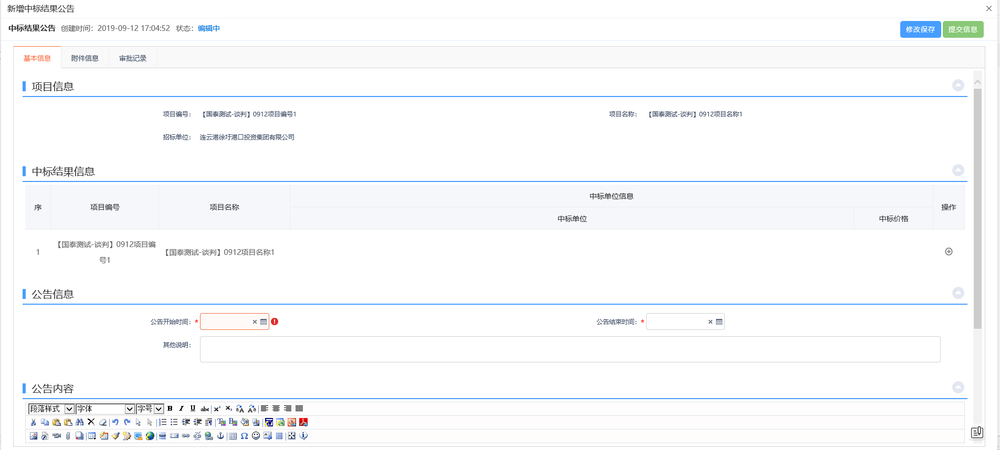 新增中标结果公告
中标结果公告 创建时间：2019-09-12 17:04:52 状态：编辑中 修改保存 提交信息
基本信息 附件信息 审批记录
项目信息
项目编号： 【国泰测试-谈判】0912项目编号1 项目名称： 【国泰测试-谈判】0912项目名称1
招标单位： 连云港徐圩港口投资集团有限公司
中标结果信息
序 项目编号 项目名称 中标单位信息 操作
中标单位 中标价格
1 【国泰测试-谈判】0912项目编
号1 【国泰测试-谈判】0912项目名称1
公告信息
公告开始时间：* 公告结束时间：*
其他说明：
公告内容
段落样式 字体 字号